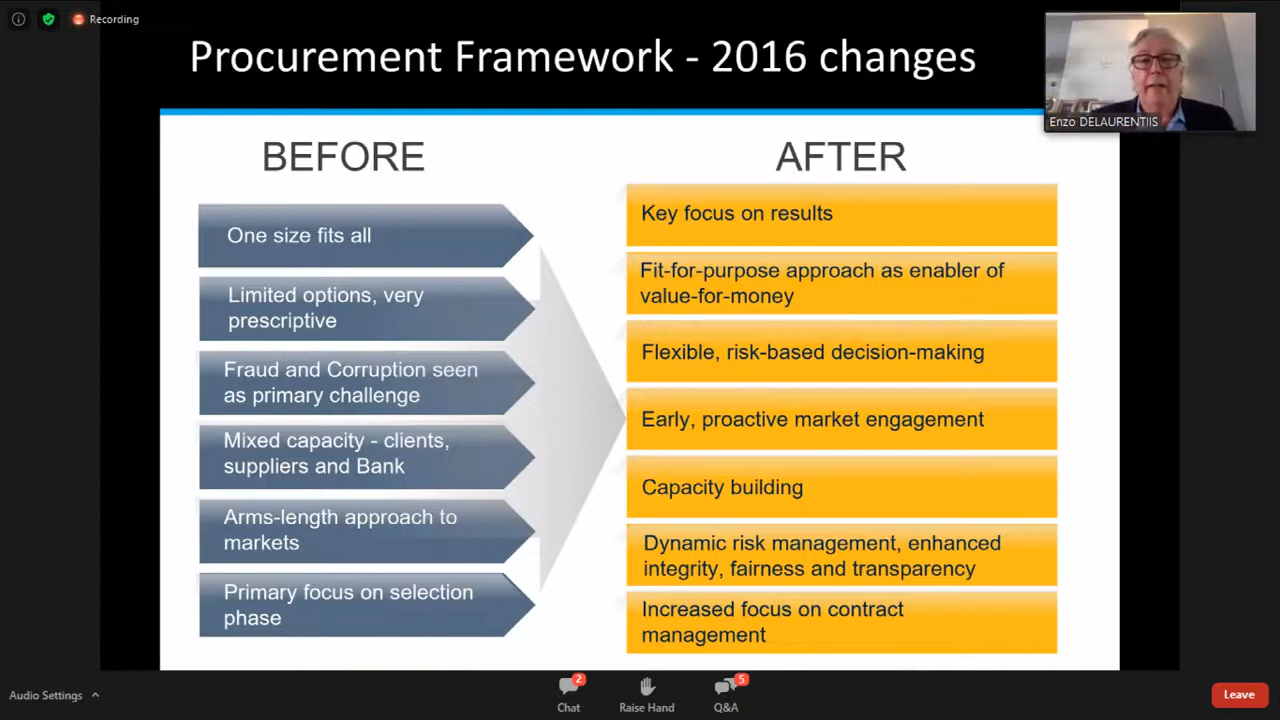 Recording
Procurement Framework - 2016 changes
Enzo DELAURENTIIS
BEFORE
One size fits all
Limited options, very
prescriptive
Fraud and Corruption seen
as primary challenge
Mixed capacity - clients,
suppliers and Bank
Arms-length approach to
markets
Primary focus on selection
phase
AFTER
Key focus on results
Fit-for-purpose approach as enabler of
value-for-money
Flexible, risk-based decision-making
Early, proactive market engagement
Capacity building
Dynamic risk management, enhanced
integrity, fairness and transparency
Increased focus on contract
management
Audio Settings
2
Chat
Raise Hand
5
Q&A
Leave